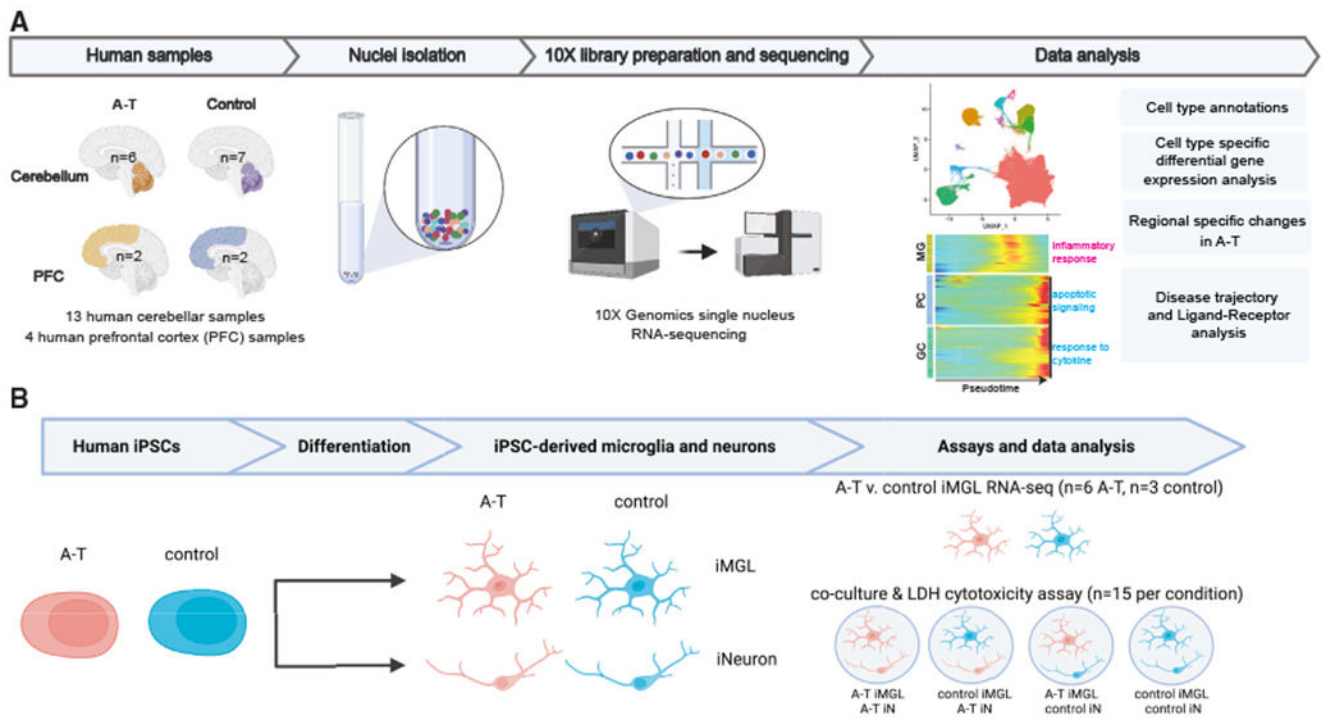 A
Human samples
Nuclei isolation
10X library preparation and sequencing
Data analysis
A-T
Control
Cerebellum
n=6
n=7
PFC
n=2
n=2
13 human cerebellar samples
4 human prefrontal cortex (PFC) samples
10X Genomics single nucleus
RNA-sequencing
UMAP_2
UMAP_1
MG
PC
GC
inflammatory
response
apoptotic
signaling
response to
cytokine
Pseudotime
Cell type annotations
Cell type specific
differential gene
expression analysis
Regional specific changes
in A-T
Disease trajectory
and Ligand-Receptor
analysis
B
Human iPSCs
Differentiation
iPSC-derived microglia and neurons
Assays and data analysis
A-T
control
A-T
control
iMGL
iNeuron
A-T v. control iMGL RNA-seq (n=6 A-T, n=3 control)
co-culture & LDH cytotoxicity assay (n=15 per condition)
A-T iMGL
A-T iN
control iMGL
A-T iN
A-T iMGL
control iN
control iMGL
control iN